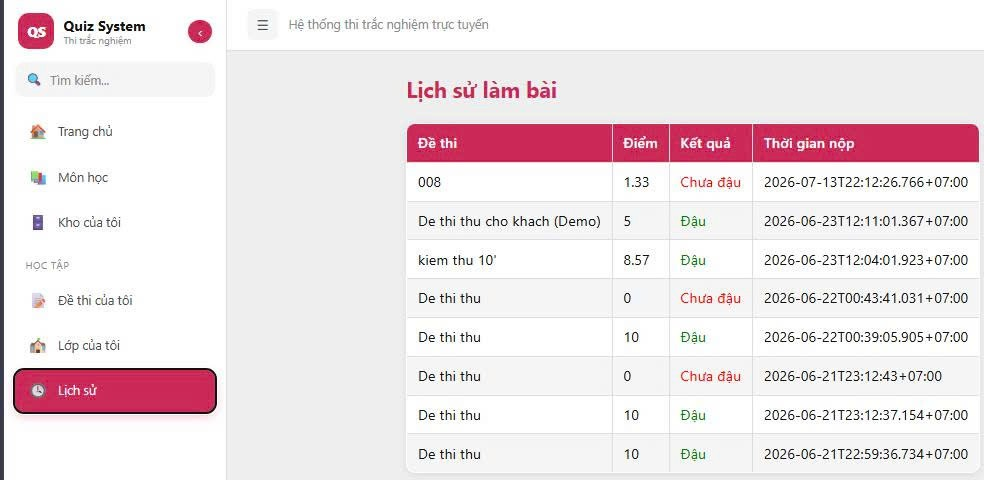 QS
Quiz System
Thi trắc nghiệm
Tìm kiếm...
Trang chủ
Môn học
Kho của tôi
HỌC TẬP
Đề thi của tôi
Lớp của tôi
Lịch sử
Hệ thống thi trắc nghiệm trực tuyến
Lịch sử làm bài
Đề thi Điểm Kết quả Thời gian nộp
008 1.33 Chưa đậu 2026-07-13T22:12:26.766+07:00
De thi thu cho khach (Demo) 5 Đậu 2026-06-23T12:11:01.367+07:00
kiem thu 10' 8.57 Đậu 2026-06-23T12:04:01.923+07:00
De thi thu 0 Chưa đậu 2026-06-22T00:43:41.031+07:00
De thi thu 10 Đậu 2026-06-22T00:39:05.905+07:00
De thi thu 0 Chưa đậu 2026-06-21T23:12:43+07:00
De thi thu 10 Đậu 2026-06-21T23:12:37.154+07:00
De thi thu 10 Đậu 2026-06-21T22:59:36.734+07:00